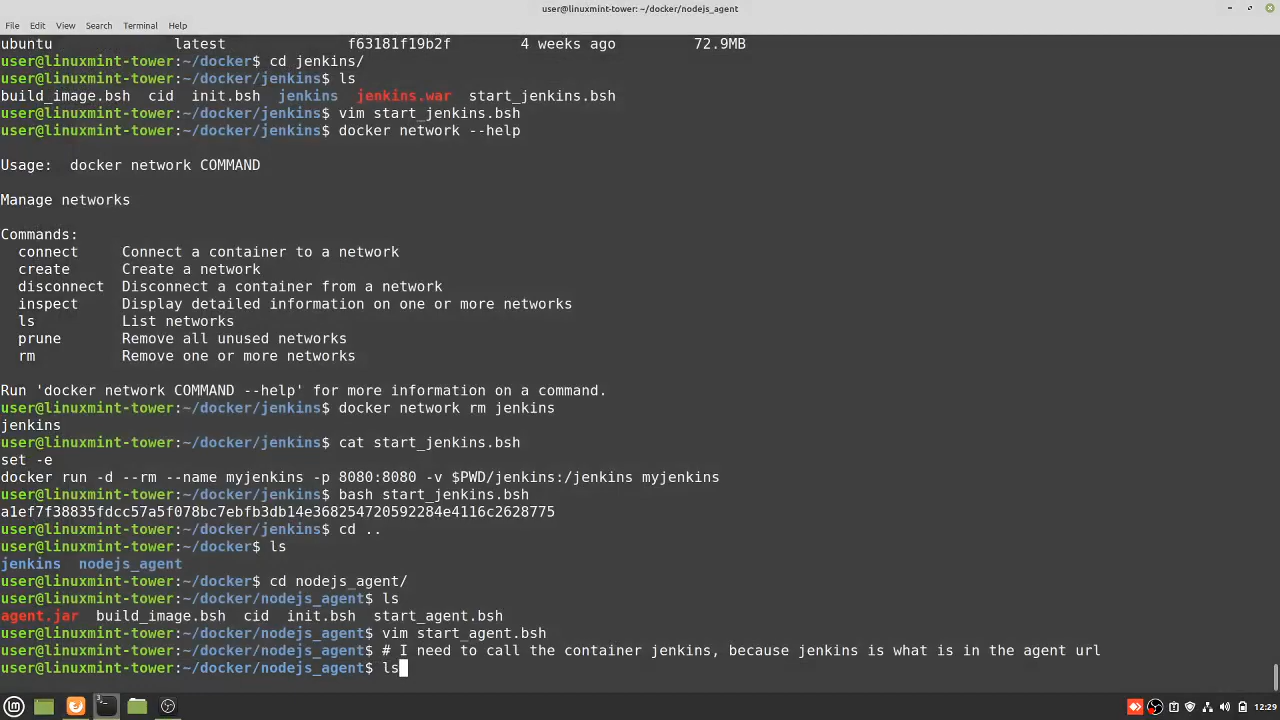 user@linuxmint-tower: ~/docker/nodejs_agent
File Edit View Search Terminal Help
ubuntu latest f63181f19b2f 4 weeks ago 72.9MB
user@linuxmint-tower:~/docker$ cd jenkins/
user@linuxmint-tower:~/docker/jenkins$ ls
build_image.bsh cid init.bsh jenkins jenkins.war start_jenkins.bsh
user@linuxmint-tower:~/docker/jenkins$ vim start_jenkins.bsh
user@linuxmint-tower:~/docker/jenkins$ docker network --help
Usage: docker network COMMAND
Manage networks
Commands:
connect Connect a container to a network
create Create a network
disconnect Disconnect a container from a network
inspect Display detailed information on one or more networks
ls List networks
prune Remove all unused networks
rm Remove one or more networks
Run 'docker network COMMAND --help' for more information on a command.
user@linuxmint-tower:~/docker/jenkins$ docker network rm jenkins
jenkins
user@linuxmint-tower:~/docker/jenkins$ cat start_jenkins.bsh
set -e
docker run -d --rm --name myjenkins -p 8080:8080 -v $PWD/jenkins:/jenkins myjenkins
user@linuxmint-tower:~/docker/jenkins$ bash start_jenkins.bsh
a1ef7f38835fdcc57a5f078bc7ebfb3db14e368254720592284e4116c2628775
user@linuxmint-tower:~/docker/jenkins$ cd ..
user@linuxmint-tower:~/docker$ ls
jenkins nodejs_agent
user@linuxmint-tower:~/docker$ cd nodejs_agent/
user@linuxmint-tower:~/docker/nodejs_agent$ ls
agent.jar build_image.bsh cid init.bsh start_agent.bsh
user@linuxmint-tower:~/docker/nodejs_agent$ vim start_agent.bsh
user@linuxmint-tower:~/docker/nodejs_agent$ # I need to call the container jenkins, because jenkins is what is in the agent url
user@linuxmint-tower:~/docker/nodejs_agent$ ls
3
12:29